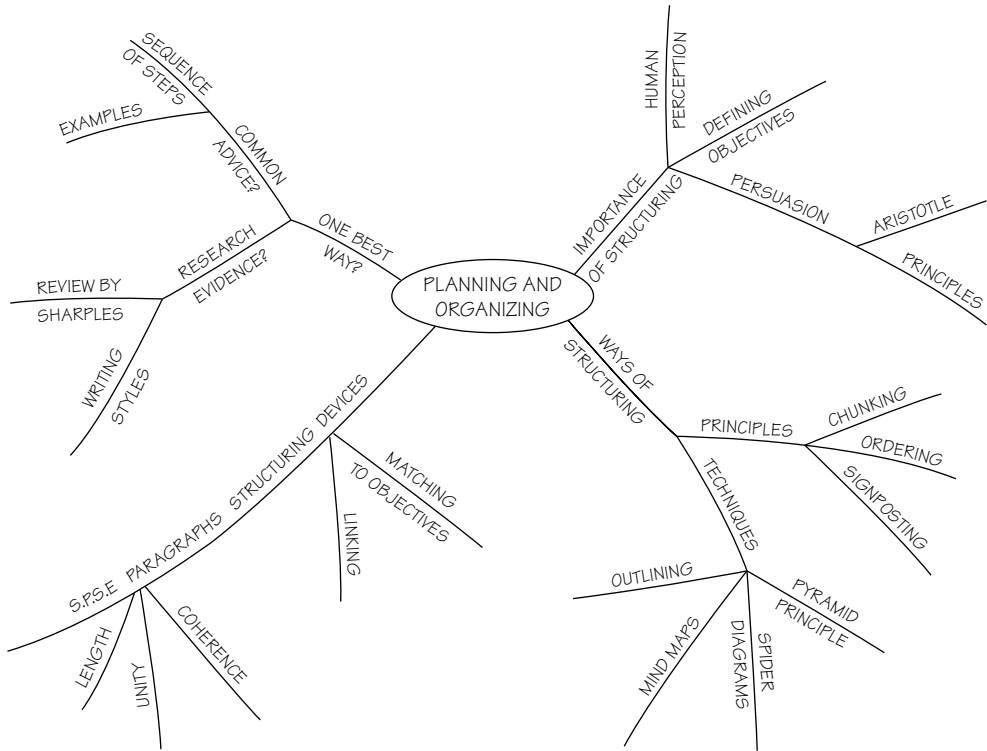 PLANNING AND
ORGANIZING
IMPORTANCE
OF STRUCTURING
HUMAN
PERCEPTION
DEFINING
OBJECTIVES
PERSUASION
ARISTOTLE
PRINCIPLES
WAYS OF
STRUCTURING
PRINCIPLES
CHUNKING
ORDERING
SIGNPOSTING
TECHNIQUES
PYRAMID
PRINCIPLE
SPIDER
DIAGRAMS
MIND MAPS
OUTLINING
STRUCTURING DEVICES
MATCHING
TO OBJECTIVES
LINKING
PARAGRAPHS
COHERENCE
UNITY
LENGTH
S.P.S.E
ONE BEST
WAY?
RESEARCH
EVIDENCE?
WRITING
STYLES
REVIEW BY
SHARPLES
COMMON
ADVICE?
EXAMPLES
SEQUENCE
OF STEPS